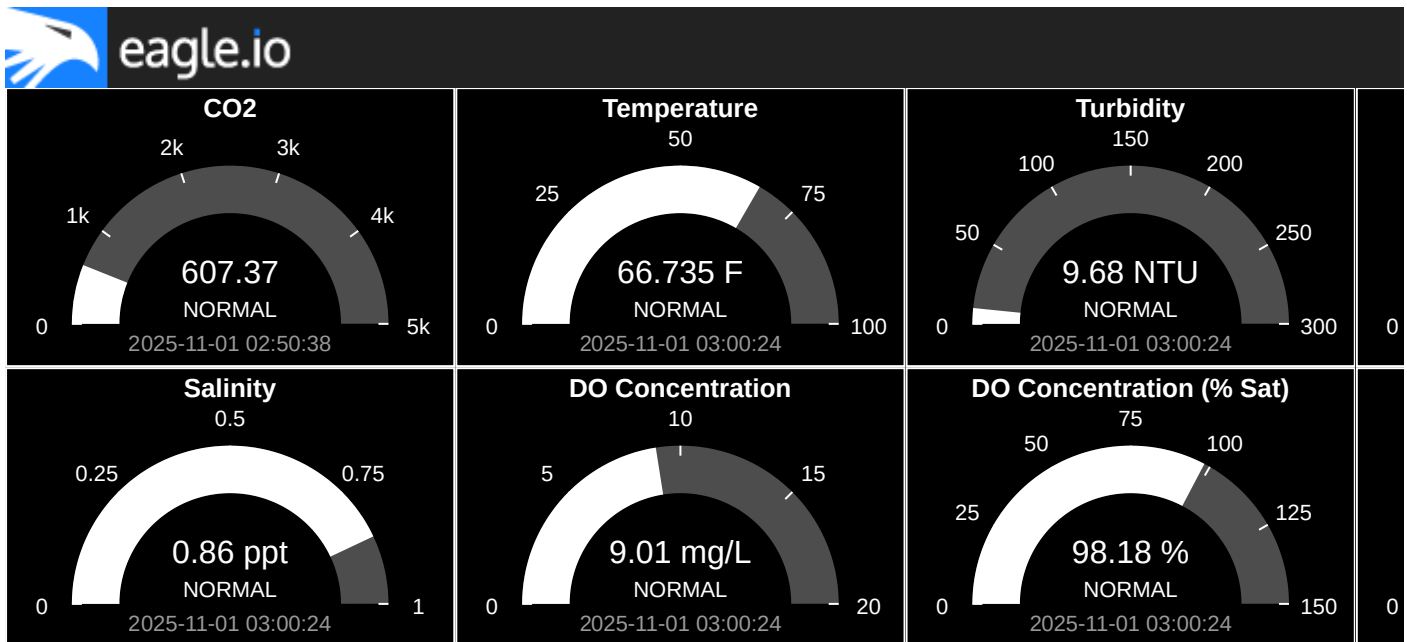 eagle.io
CO2
2k
3k
1k
4k
607.37
NORMAL
0
5k
2025-11-01 02:50:38
Temperature
50
25
75
66.735 F
NORMAL
0
100
2025-11-01 03:00:24
Turbidity
150
100
200
50
250
9.68 NTU
NORMAL
0
300
2025-11-01 03:00:24
0
Salinity
0.5
0.25
0.75
0.86 ppt
NORMAL
0
1
2025-11-01 03:00:24
DO Concentration
10
5
15
9.01 mg/L
NORMAL
0
20
2025-11-01 03:00:24
DO Concentration (% Sat)
75
50
100
25
125
98.18 %
NORMAL
0
150
2025-11-01 03:00:24
0